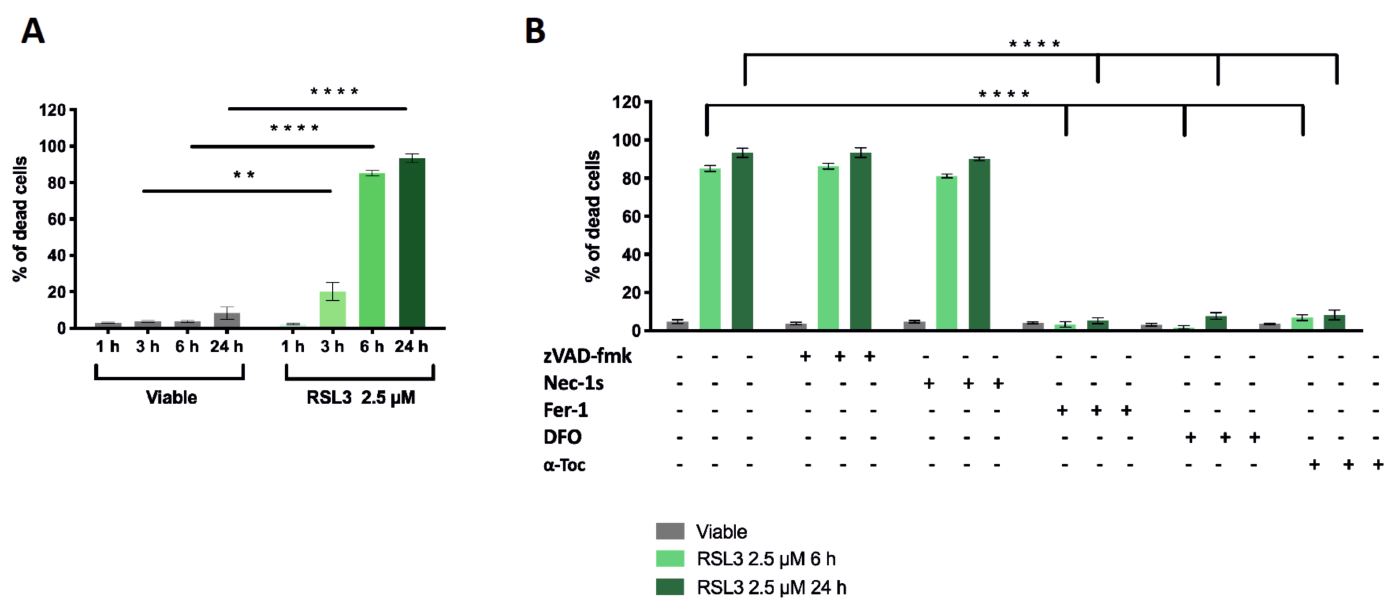 A
B
****
****
**
120
100
80
60
40
20
0
% of dead cells
1 h 3 h 6 h 24 h 1 h 3 h 6 h 24 h
Viable RSL3 2.5 µM
****
****
120
100
80
60
40
20
0
% of dead cells
zVAD-fmk - - - + + + - - - - - - - - - - - -
Nec-1s - - - - - - + + + - - - - - - - - -
Fer-1 - - - - - - - - - + + + - - - - - -
DFO - - - - - - - - - - - - + + + - - -
α-Toc - - - - - - - - - - - - - - - + + +
Viable
RSL3 2.5 µM 6 h
RSL3 2.5 µM 24 h